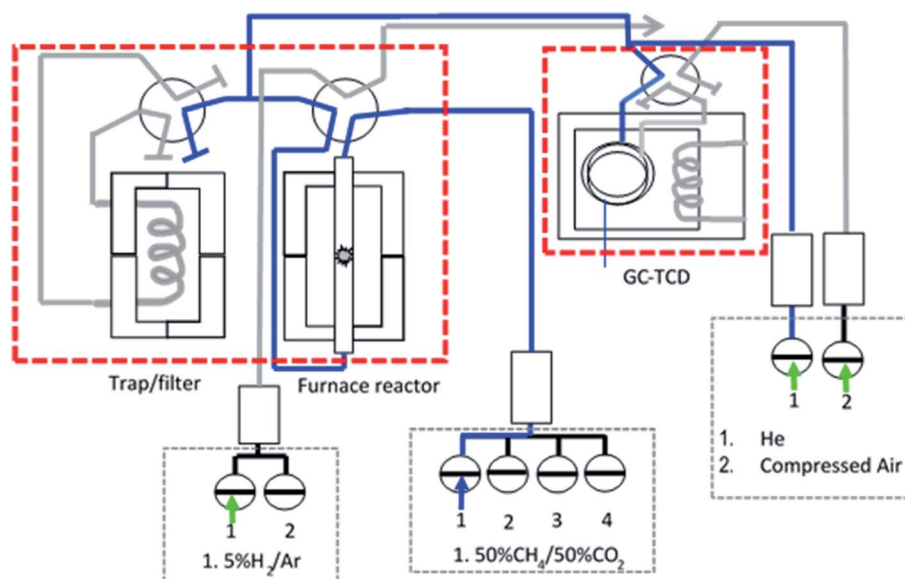 GC-TCD
Trap/filter
Furnace reactor
1 2
1. He
2. Compressed Air
1 2
1. 5%H₂/Ar
1 2 3 4
1. 50%CH₄/50%CO₂